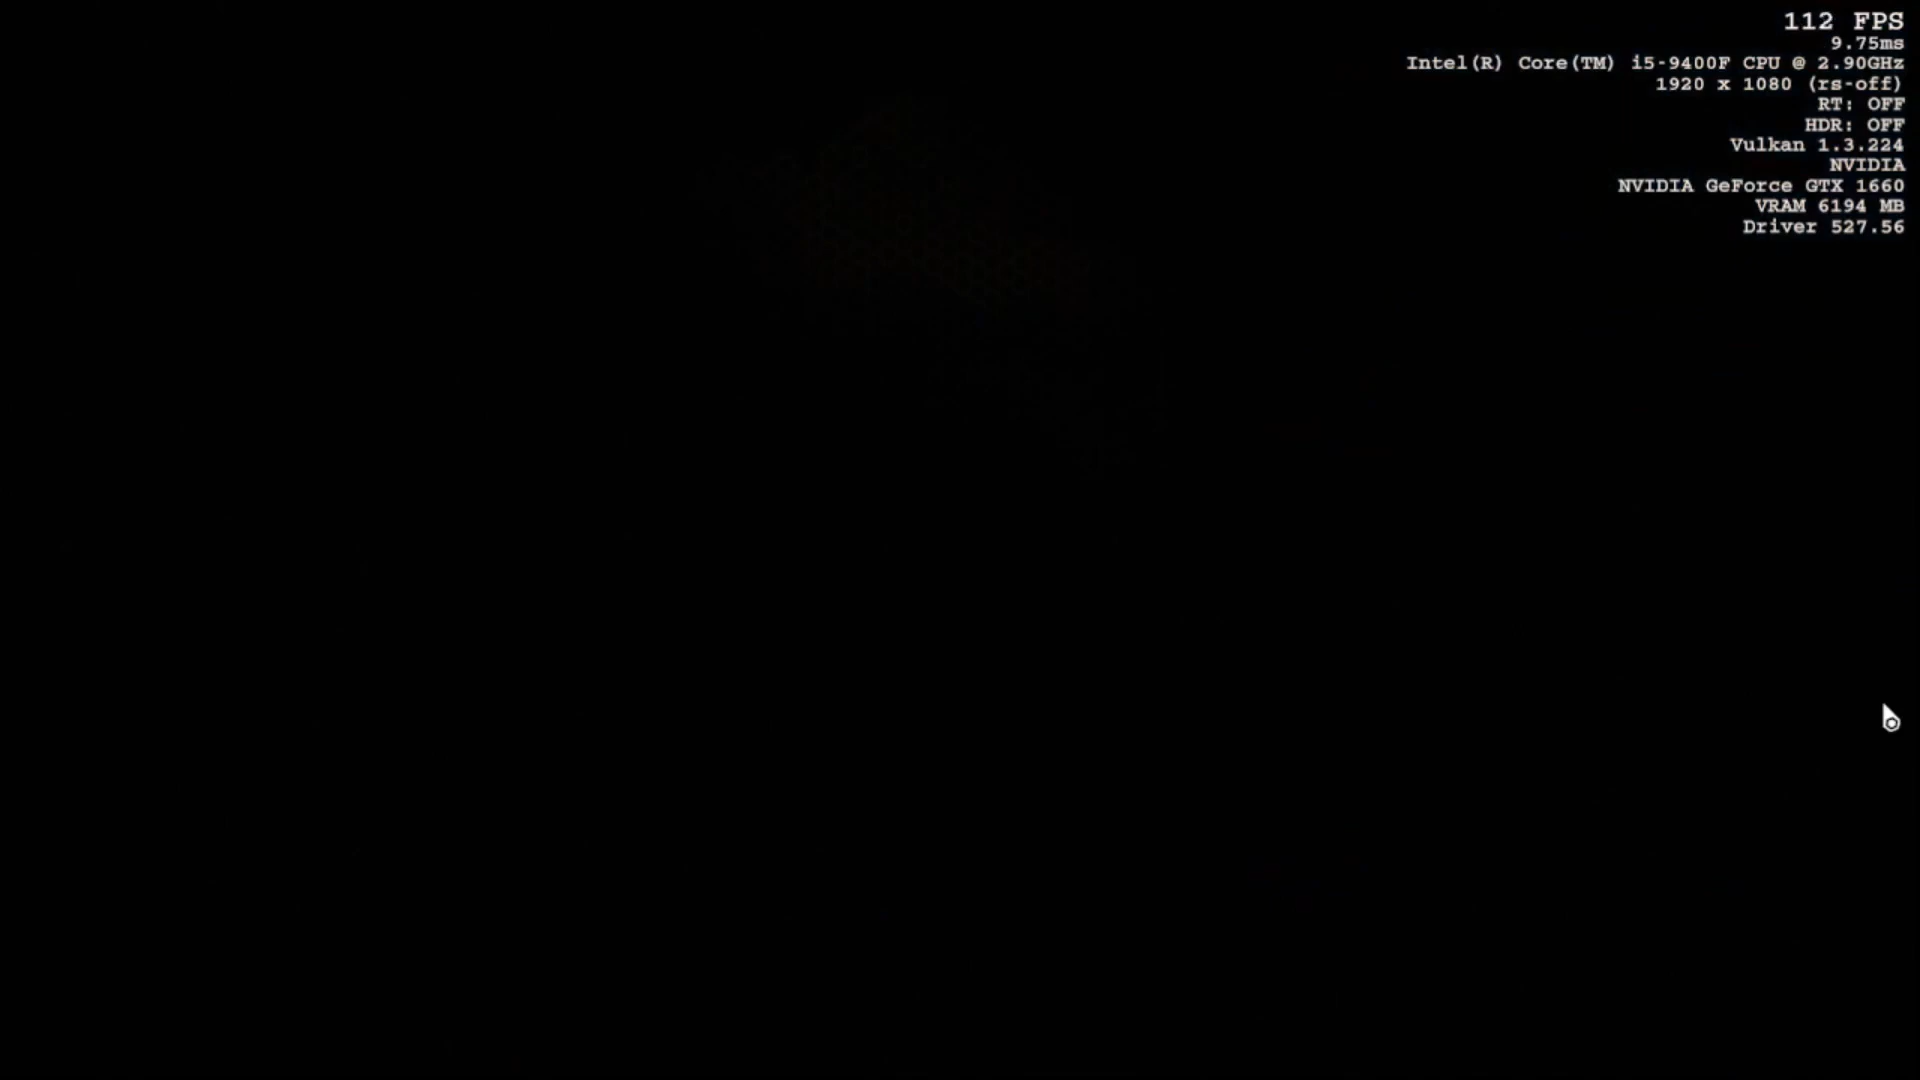 112 FPS
9.75ms
Intel(R) Core(TM) i5-9400F CPU @ 2.90GHz
1920 x 1080 (rs-off)
RT: OFF
HDR: OFF
Vulkan 1.3.224
NVIDIA
NVIDIA GeForce GTX 1660
VRAM 6194 MB
Driver 527.56